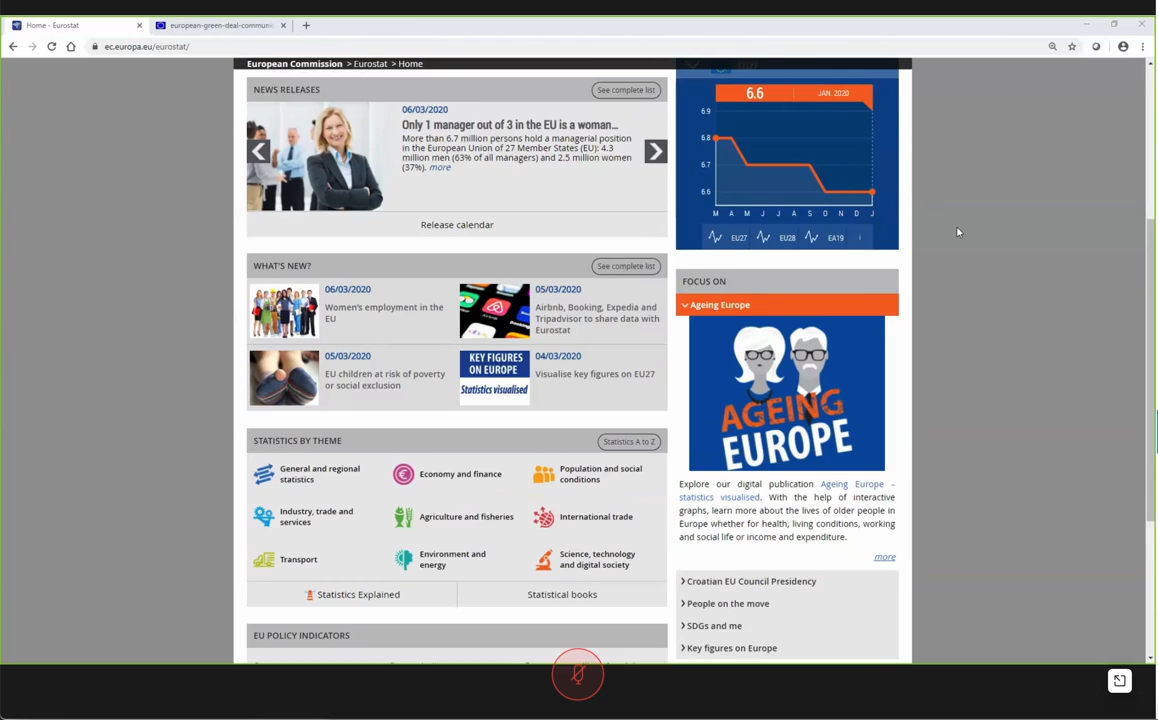 Home - Eurostat
european-green-deal-communi
ec.europa.eu/eurostat/
European Commission > Eurostat > Home
NEWS RELEASES
See complete list
06/03/2020
Only 1 manager out of 3 in the EU is a woman…
More than 6.7 million persons hold a managerial position
in the European Union of 27 Member States (EU): 4.3
million men (63% of all managers) and 2.5 million women
(37%). more
Release calendar
WHAT'S NEW?
See complete list
06/03/2020
Women's employment in the
EU
05/03/2020
Airbnb, Booking, Expedia and
Tripadvisor to share data with
Eurostat
05/03/2020
EU children at risk of poverty
or social exclusion
KEY FIGURES
ON EUROPE
Statistics visualised
04/03/2020
Visualise key figures on EU27
STATISTICS BY THEME
Statistics A to Z
General and regional
statistics
Economy and finance
Population and social
conditions
Industry, trade and
services
Agriculture and fisheries
International trade
Transport
Environment and
energy
Science, technology
and digital society
Statistics Explained
Statistical books
EU POLICY INDICATORS
6.6
JAN. 2020
6.9
6.8
6.7
6.6
M A M J J A S O N D J
EU27
EU28
EA19
i
FOCUS ON
Ageing Europe
AGEING
EUROPE
Explore our digital publication Ageing Europe –
statistics visualised. With the help of interactive
graphs, learn more about the lives of older people in
Europe whether for health, living conditions, working
and social life or income and expenditure.
more
Croatian EU Council Presidency
People on the move
SDGs and me
Key figures on Europe